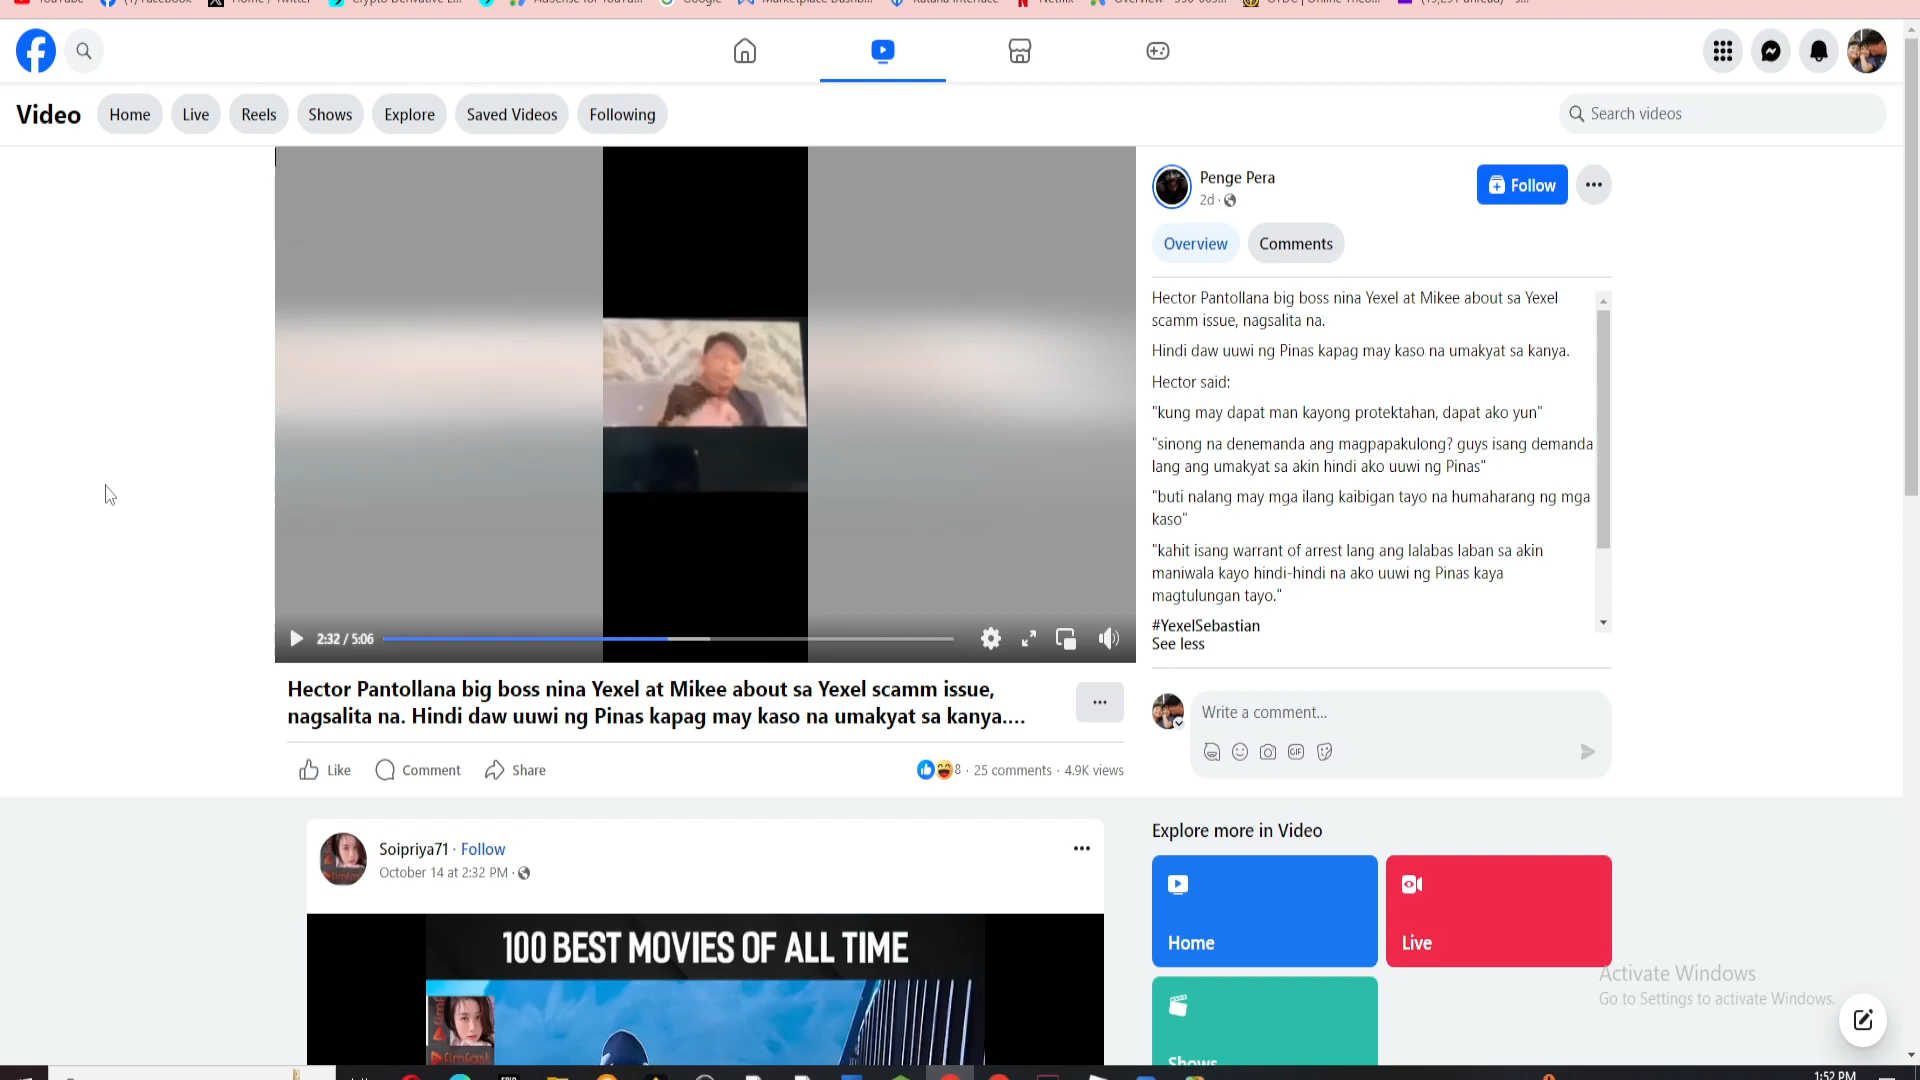 Video
Home
Live
Reels
Shows
Explore
Saved Videos
Following
Search videos
Penge Pera
2d ·
Follow
Overview
Comments
Hector Pantollana big boss nina Yexel at Mikee about sa Yexel
scamm issue, nagsalita na.
Hindi daw uuwi ng Pinas kapag may kaso na umakyat sa kanya.
Hector said:
"kung may dapat man kayong protektahan, dapat ako yun"
"sinong na denemanda ang magpapakulong? guys isang demanda
lang ang umakyat sa akin hindi ako uuwi ng Pinas"
"buti nalang may mga ilang kaibigan tayo na humaharang ng mga
kaso"
"kahit isang warrant of arrest lang ang lalabas laban sa akin
maniwala kayo hindi-hindi na ako uuwi ng Pinas kaya
magtulungan tayo."
#YexelSebastian
See less
2:32 / 5:06
Hector Pantollana big boss nina Yexel at Mikee about sa Yexel scamm issue,
nagsalita na. Hindi daw uuwi ng Pinas kapag may kaso na umakyat sa kanya....
Like
Comment
Share
8 · 25 comments · 4.9K views
Write a comment...
GIF
Soipriya71 · Follow
October 14 at 2:32 PM ·
100 BEST MOVIES OF ALL TIME
Explore more in Video
Home
Live
Shows
Activate Windows
Go to Settings to activate Windows.
1:52 PM